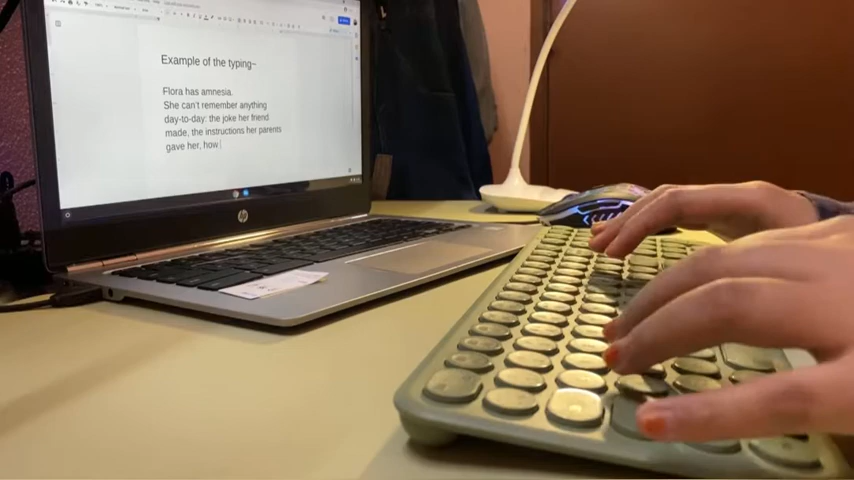 Example of the typing~
Flora has amnesia.
She can't remember anything
day-to-day: the joke her friend
made, the instructions her parents
gave her, how
hp